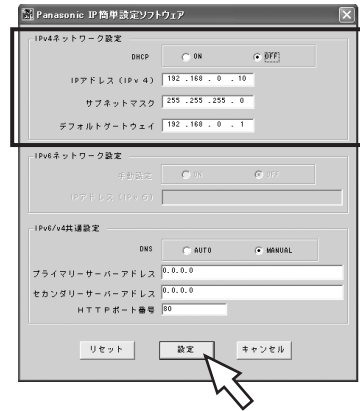 Panasonic IP簡単設定ソフトウェア
IPv4ネットワーク設定
DHCP ON OFF
IPアドレス (IPv 4) 192 .168 . 0 . 10
サブネットマスク 255 .255 .255 . 0
デフォルトゲートウェイ 192 .168 . 0 . 1
IPv6ネットワーク設定
手動設定 ON OFF
IPアドレス (IPv 6)
IPv6/v4共通設定
DNS AUTO MANUAL
プライマリーサーバーアドレス 0.0.0.0
セカンダリーサーバーアドレス 0.0.0.0
HTTPポート番号 80
リセット 設定 キャンセル